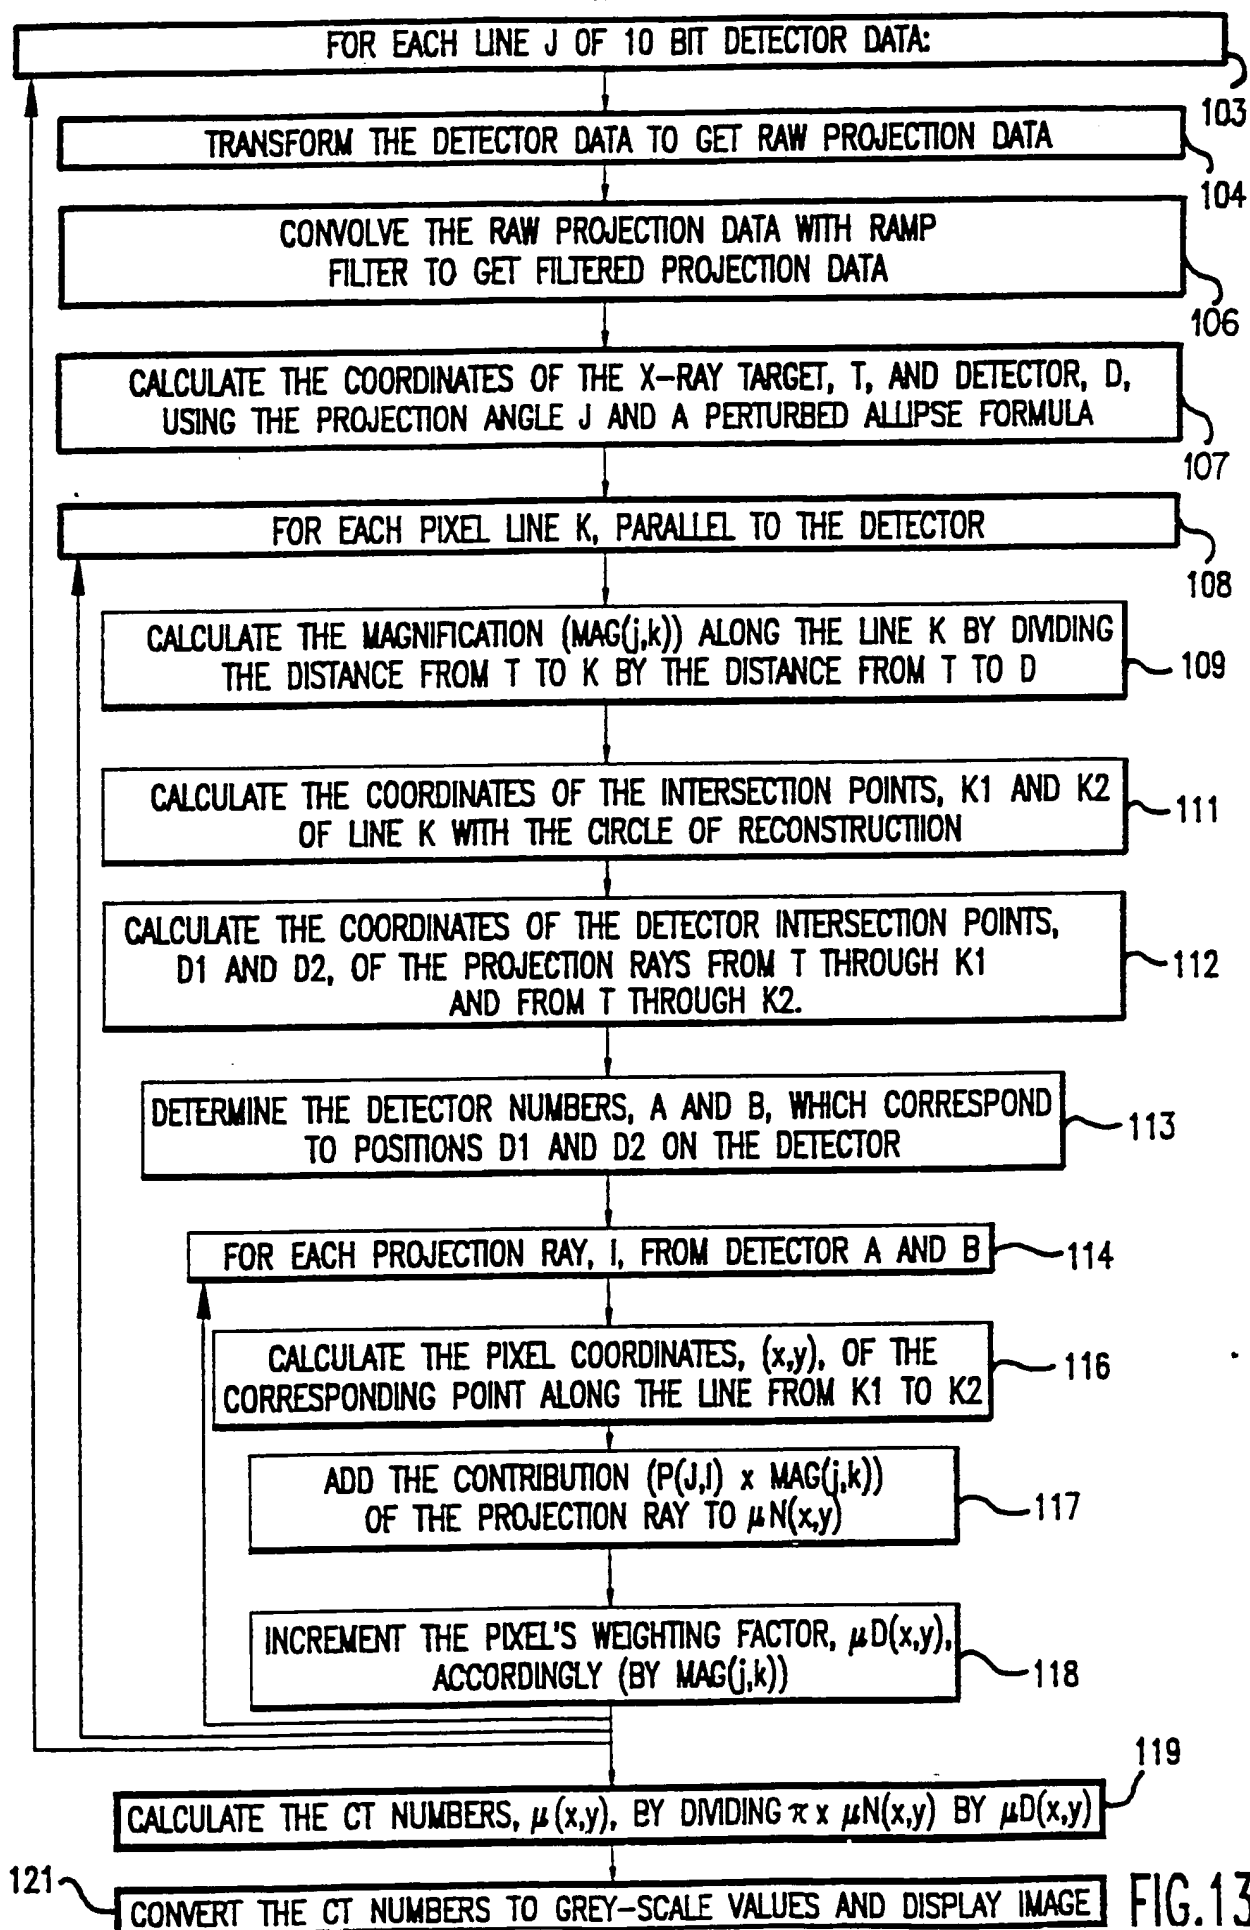 FOR EACH LINE J OF 10 BIT DETECTOR DATA:
103
TRANSFORM THE DETECTOR DATA TO GET RAW PROJECTION DATA
104
CONVOLVE THE RAW PROJECTION DATA WITH RAMP
FILTER TO GET FILTERED PROJECTION DATA
106
CALCULATE THE COORDINATES OF THE X-RAY TARGET, T, AND DETECTOR, D,
USING THE PROJECTION ANGLE J AND A PERTURBED ALLIPSE FORMULA
107
FOR EACH PIXEL LINE K, PARALLEL TO THE DETECTOR
108
CALCULATE THE MAGNIFICATION (MAG(j,k)) ALONG THE LINE K BY DIVIDING
THE DISTANCE FROM T TO K BY THE DISTANCE FROM T TO D
109
CALCULATE THE COORDINATES OF THE INTERSECTION POINTS, K1 AND K2
OF LINE K WITH THE CIRCLE OF RECONSTRUCTIION
111
CALCULATE THE COORDINATES OF THE DETECTOR INTERSECTION POINTS,
D1 AND D2, OF THE PROJECTION RAYS FROM T THROUGH K1
AND FROM T THROUGH K2.
112
DETERMINE THE DETECTOR NUMBERS, A AND B, WHICH CORRESPOND
TO POSITIONS D1 AND D2 ON THE DETECTOR
113
FOR EACH PROJECTION RAY, I, FROM DETECTOR A AND B
114
CALCULATE THE PIXEL COORDINATES, (x,y), OF THE
CORRESPONDING POINT ALONG THE LINE FROM K1 TO K2
116
ADD THE CONTRIBUTION (P(J,I) x MAG(j,k))
OF THE PROJECTION RAY TO μN(x,y)
117
INCREMENT THE PIXEL'S WEIGHTING FACTOR, μD(x,y),
ACCORDINGLY (BY MAG(j,k))
118
119
CALCULATE THE CT NUMBERS, μ(x,y), BY DIVIDING π x μN(x,y) BY μD(x,y)
121
CONVERT THE CT NUMBERS TO GREY-SCALE VALUES AND DISPLAY IMAGE
FIG.13